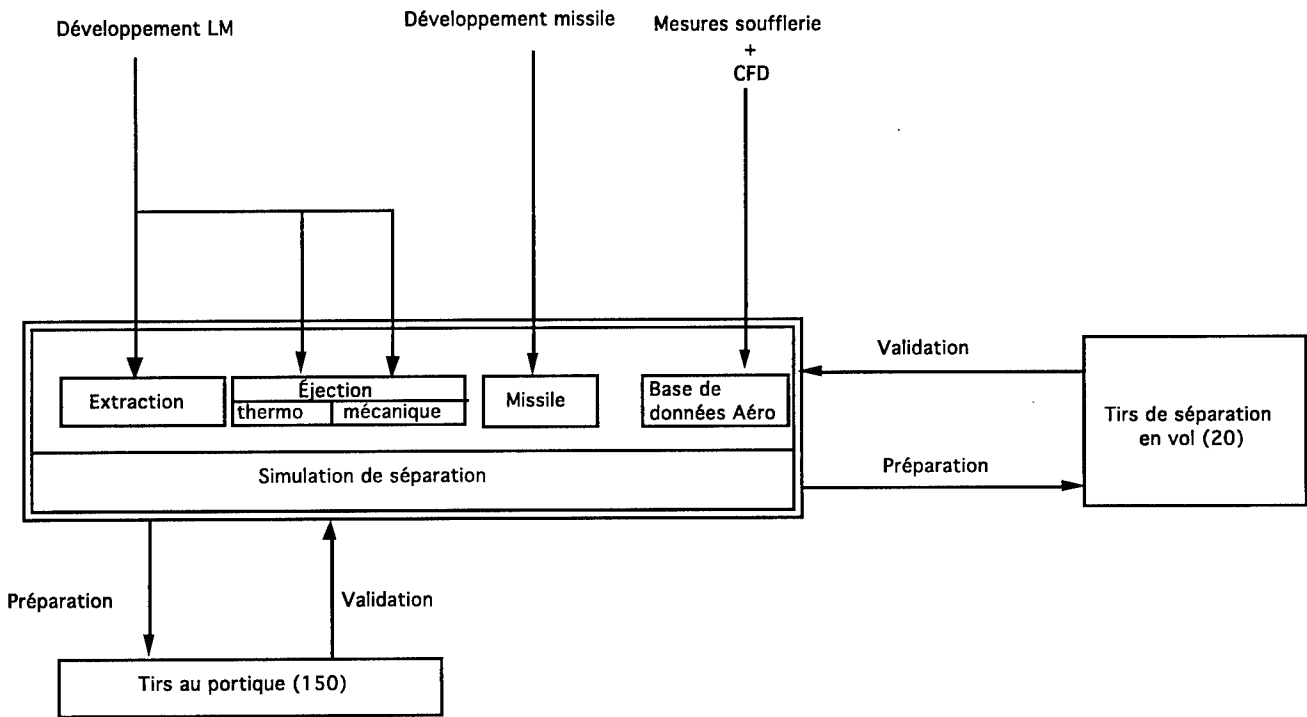 Développement LM
Développement missile
Mesures soufflerie
+
CFD
Extraction
Éjection
thermo
mécanique
Missile
Base de
données Aéro
Simulation de séparation
Validation
Préparation
Tirs de séparation
en vol (20)
Préparation
Validation
Tirs au portique (150)